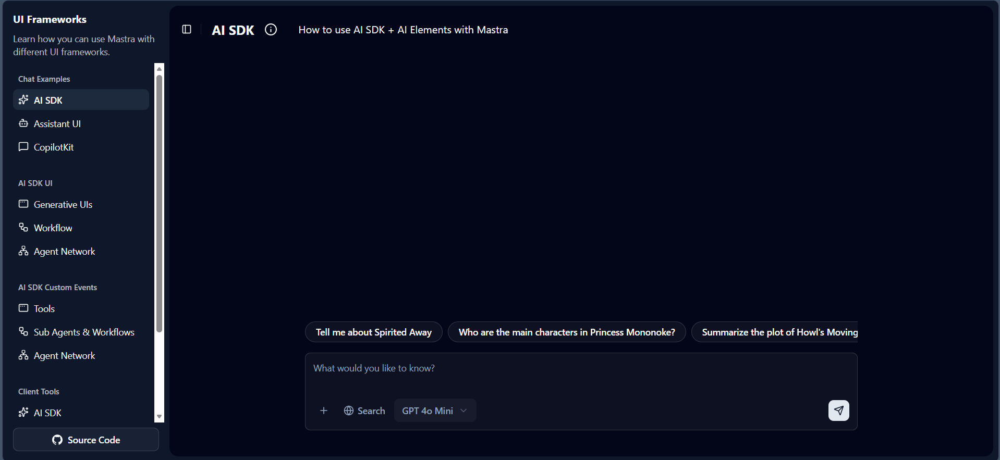 UI Frameworks
Learn how you can use Mastra with
different UI frameworks.
Chat Examples
AI SDK
Assistant UI
CopilotKit
AI SDK UI
Generative UIs
Workflow
Agent Network
AI SDK Custom Events
Tools
Sub Agents & Workflows
Agent Network
Client Tools
AI SDK
Source Code
AI SDK
How to use AI SDK + AI Elements with Mastra
Tell me about Spirited Away
Who are the main characters in Princess Mononoke?
Summarize the plot of Howl's Moving
What would you like to know?
Search
GPT 4o Mini